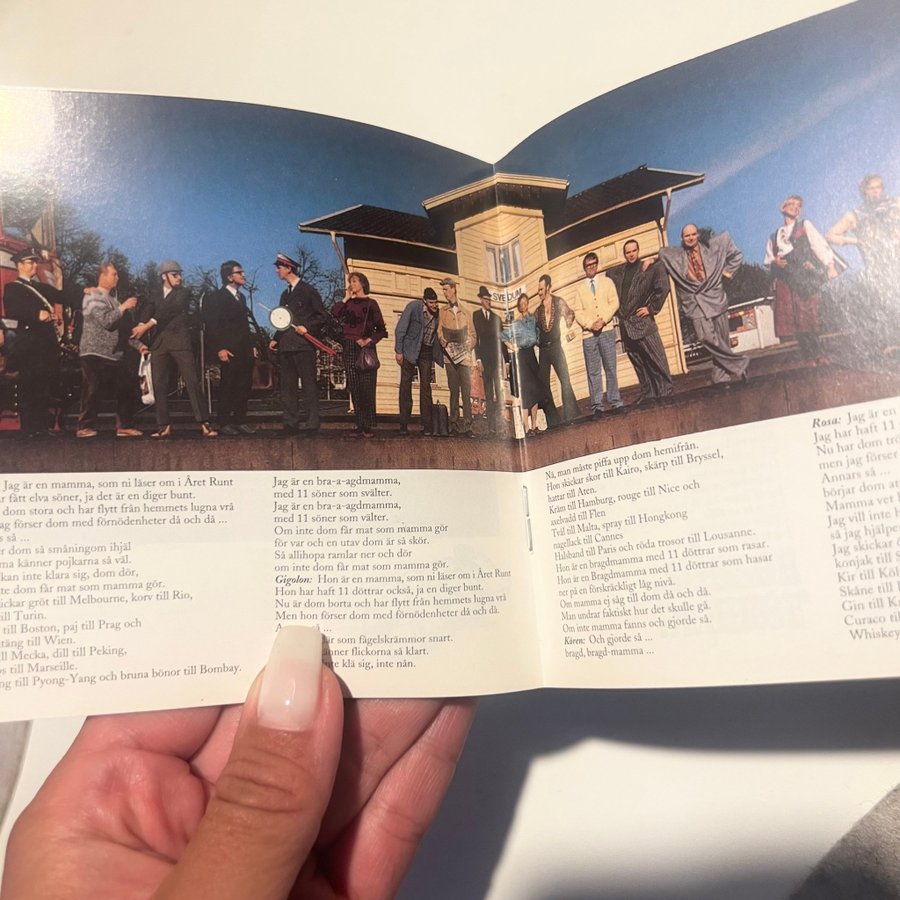 SVEDUM
Jag är en mamma, som ni läser om i Året Runt
fått elva söner, ja det är en diger bunt.
dom stora och har flytt från hemmets lugna vrå
jag förser dom med förnödenheter då och då ...
så ...
dom så småningom ihjäl
känner pojkarna så väl.
kan inte klara sig, dom dör,
inte dom får mat som mamma gör.
gröt till Melbourne, korv till Rio,
till Turin.
till Boston, paj till Prag och
till Wien.
till Mecka, dill till Peking,
till Marseille.
till Pyong-Yang och bruna bönor till Bombay.
Jag är en bra-a-agdmamma,
med 11 söner som svälter.
Jag är en bra-a-agdmamma,
med 11 söner som välter.
Om inte dom får mat som mamma gör
för var och en utav dom är så skör.
Så allihopa ramlar ner och dör
om inte dom får mat som mamma gör.
Gigolon: Hon är en mamma, som ni läser om i Året Runt
Hon har haft 11 döttrar också, ja en diger bunt.
Nu är dom borta och har flytt från hemmets lugna vrå
Men hon förser dom med förnödenheter då och då.
så ...
där som fågelskrämmor snart.
känner flickorna så klart.
inte klä sig, inte nån.
Nä, man måste piffa upp dom hemifrån.
Hon skickar skor till Kairo, skärp till Bryssel,
hattar till Aten.
Kräm till Hamburg, rouge till Nice och
axelvadd till Flen
Tvål till Malta, spray till Hongkong
nagellack till Cannes
Halsband till Paris och röda trosor till Lousanne.
Hon är en bragdmamma med 11 döttrar som rasar.
Hon är en Bragdmamma med 11 döttrar som hasar
ner på en förskräckligt låg nivå.
Om mamma ej såg till dom då och då.
Man undrar faktiskt hur det skulle gå.
Om inte mamma fanns och gjorde så.
Kören: Och gjorde så ...
bragd, bragd-mamma ...
Rosa: Jag är en
Jag har haft 11
Nu har dom
men jag förser
Annars så ...
börjar dom at
Mamma vet
Jag vill inte
så jag hjälper
Jag skickar
konjak till
Kir till Köl
Skåne till
Gin till
Curaco till
Whiskey